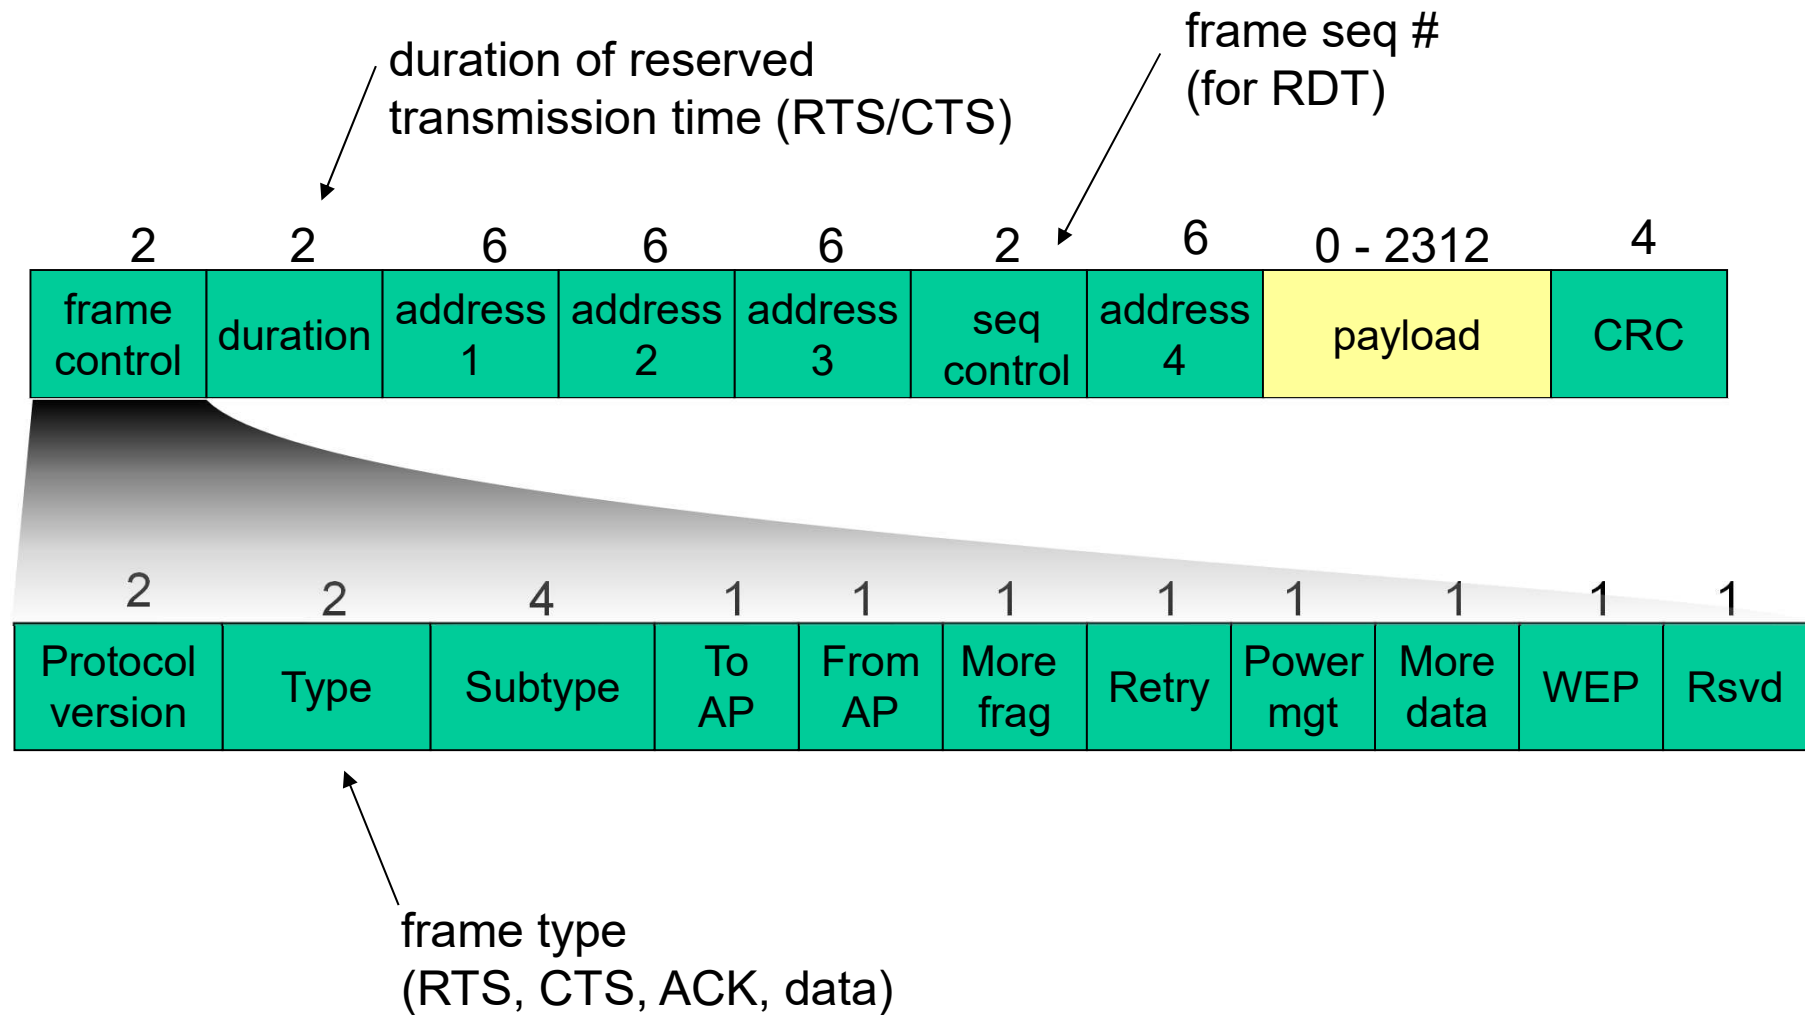 duration of reserved
transmission time (RTS/CTS)
frame seq #
(for RDT)
2 2 6 6 6 2 6 0 - 2312 4
frame
control
duration
address
1
address
2
address
3
seq
control
address
4
payload
CRC
2 2 4 1 1 1 1 1 1 1 1
Protocol
version
Type
Subtype
To
AP
From
AP
More
frag
Retry
Power
mgt
More
data
WEP
Rsvd
frame type
(RTS, CTS, ACK, data)